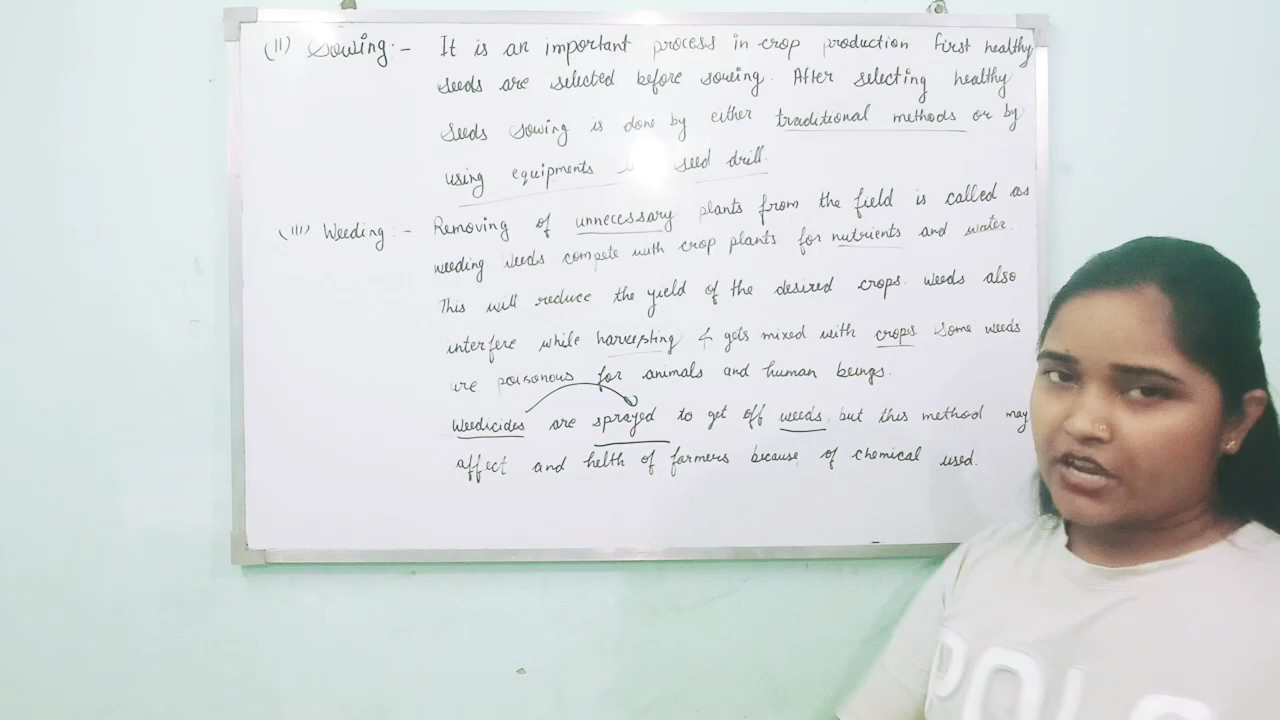 (II) Sowing :- It is an important process in crop production first healthy
seeds are selected before sowing. After selecting healthy
seeds sowing is done by either traditional methods or by
using equipments seed drill.
(III) Weeding :- Removing of unnecessary plants from the field is called as
weeding weeds compete with crop plants for nutrients and water.
This will reduce the yield of the desired crops. weeds also
interfere while harvesting & gets mixed with crops some weeds
are poisonous for animals and human beings.
Weedicides are sprayed to get off weeds, but this method may
affect and helth of farmers because of chemical used.
POLO